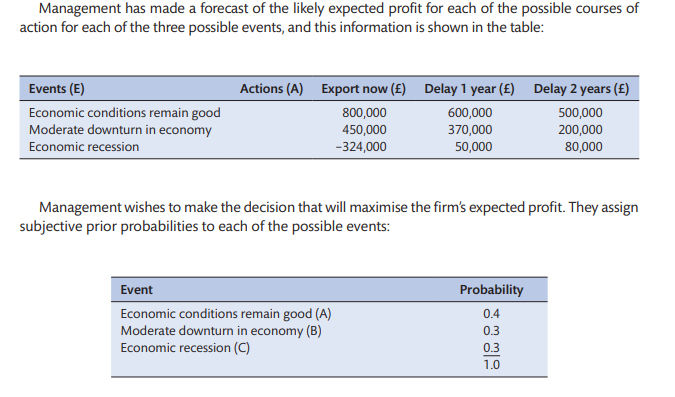 Management has made a forecast of the likely expected profit for each of the possible courses of
action for each of the three possible events, and this information is shown in the table:
Events (E) Actions (A) Export now (£) Delay 1 year (£) Delay 2 years (£)
Economic conditions remain good 800,000 600,000 500,000
Moderate downturn in economy 450,000 370,000 200,000
Economic recession −324,000 50,000 80,000
Management wishes to make the decision that will maximise the firm's expected profit. They assign
subjective prior probabilities to each of the possible events:
Event Probability
Economic conditions remain good (A) 0.4
Moderate downturn in economy (B) 0.3
Economic recession (C) 0.3
1.0